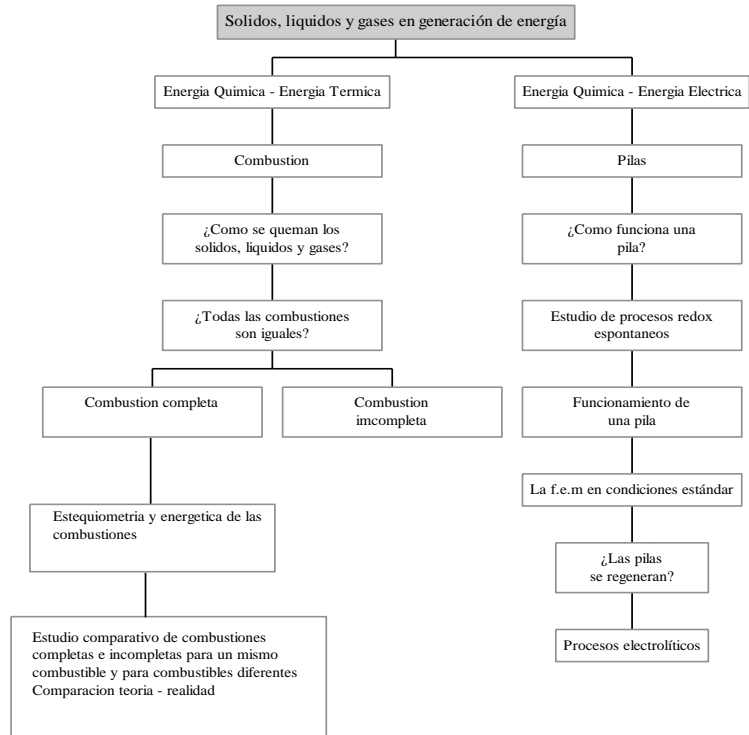 Solidos, liquidos y gases en generación de energía
Energia Quimica - Energia Termica
Energia Quimica - Energia Electrica
Combustion
Pilas
¿Como se queman los
solidos, liquidos y gases?
¿Como funciona una
pila?
¿Todas las combustiones
son iguales?
Estudio de procesos redox
espontaneos
Combustion completa
Combustion
imcompleta
Funcionamiento de
una pila
La f.e.m en condiciones estándar
Estequiometria y energetica de las
combustiones
¿Las pilas
se regeneran?
Estudio comparativo de combustiones
completas e incompletas para un mismo
combustible y para combustibles diferentes
Comparacion teoria - realidad
Procesos electrolíticos